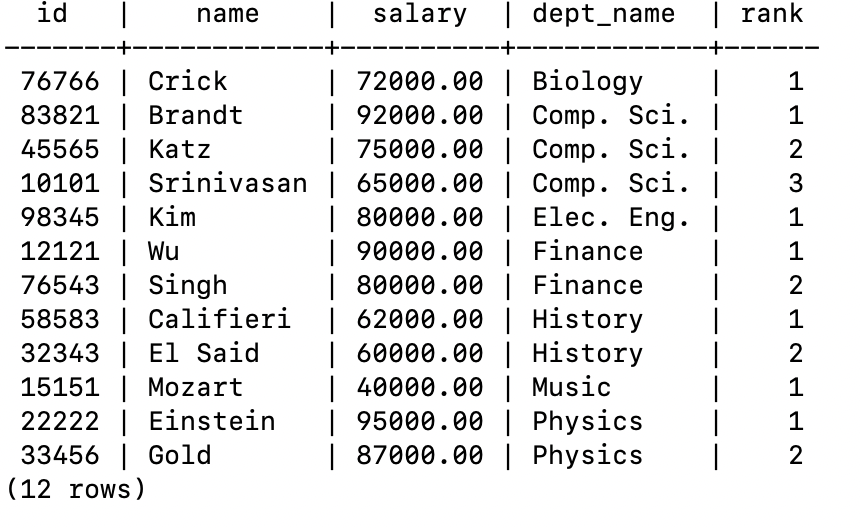 id   |    name    |  salary  | dept_name  | rank
-------+------------+----------+------------+------
 76766 | Crick      | 72000.00 | Biology    |    1
 83821 | Brandt     | 92000.00 | Comp. Sci. |    1
 45565 | Katz       | 75000.00 | Comp. Sci. |    2
 10101 | Srinivasan | 65000.00 | Comp. Sci. |    3
 98345 | Kim        | 80000.00 | Elec. Eng. |    1
 12121 | Wu         | 90000.00 | Finance    |    1
 76543 | Singh      | 80000.00 | Finance    |    2
 58583 | Califieri  | 62000.00 | History    |    1
 32343 | El Said    | 60000.00 | History    |    2
 15151 | Mozart     | 40000.00 | Music      |    1
 22222 | Einstein   | 95000.00 | Physics    |    1
 33456 | Gold       | 87000.00 | Physics    |    2
(12 rows)